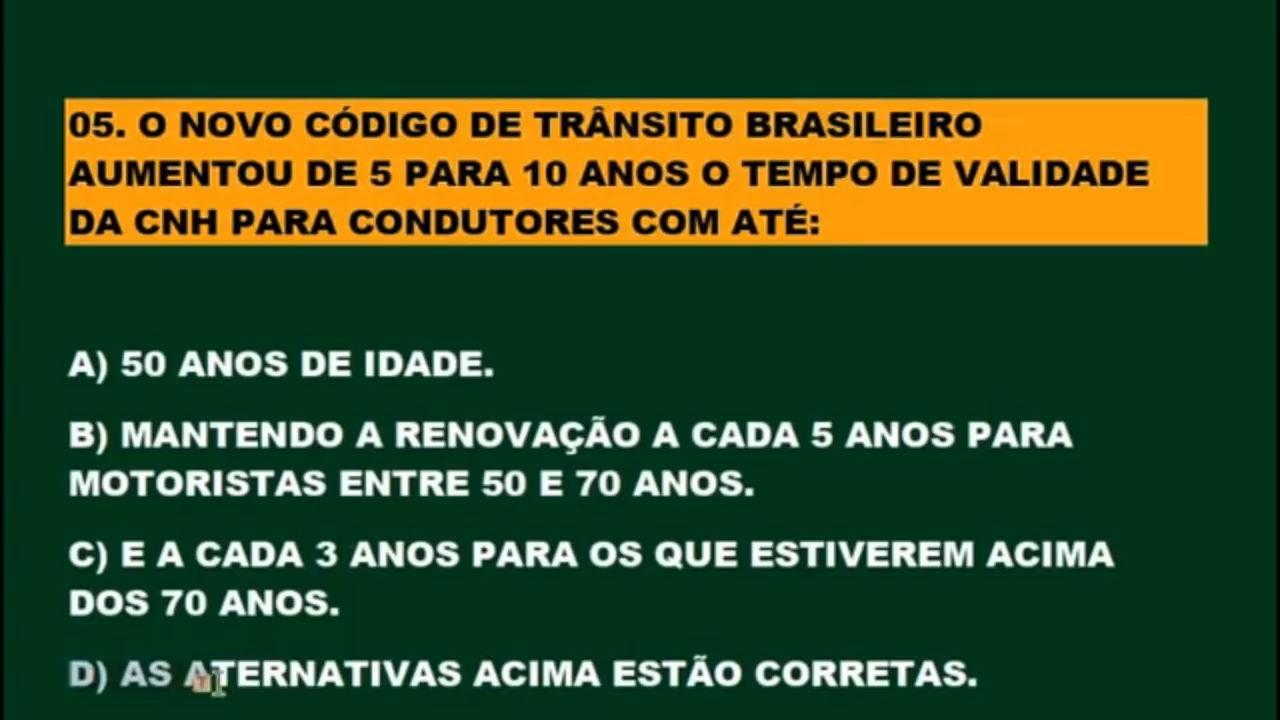 05. O NOVO CÓDIGO DE TRÂNSITO BRASILEIRO
AUMENTOU DE 5 PARA 10 ANOS O TEMPO DE VALIDADE
DA CNH PARA CONDUTORES COM ATÉ:
A) 50 ANOS DE IDADE.
B) MANTENDO A RENOVAÇÃO A CADA 5 ANOS PARA
MOTORISTAS ENTRE 50 E 70 ANOS.
C) E A CADA 3 ANOS PARA OS QUE ESTIVEREM ACIMA
DOS 70 ANOS.
D) AS ATERNATIVAS ACIMA ESTÃO CORRETAS.